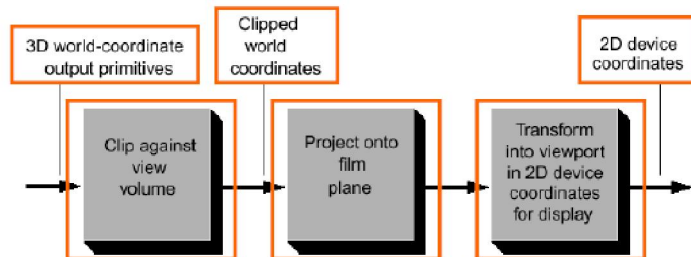 3D world-coordinate
output primitives
Clipped
world
coordinates
2D device
coordinates
Clip against
view
volume
Project onto
film
plane
Transform
into viewport
in 2D device
coordinates
for display